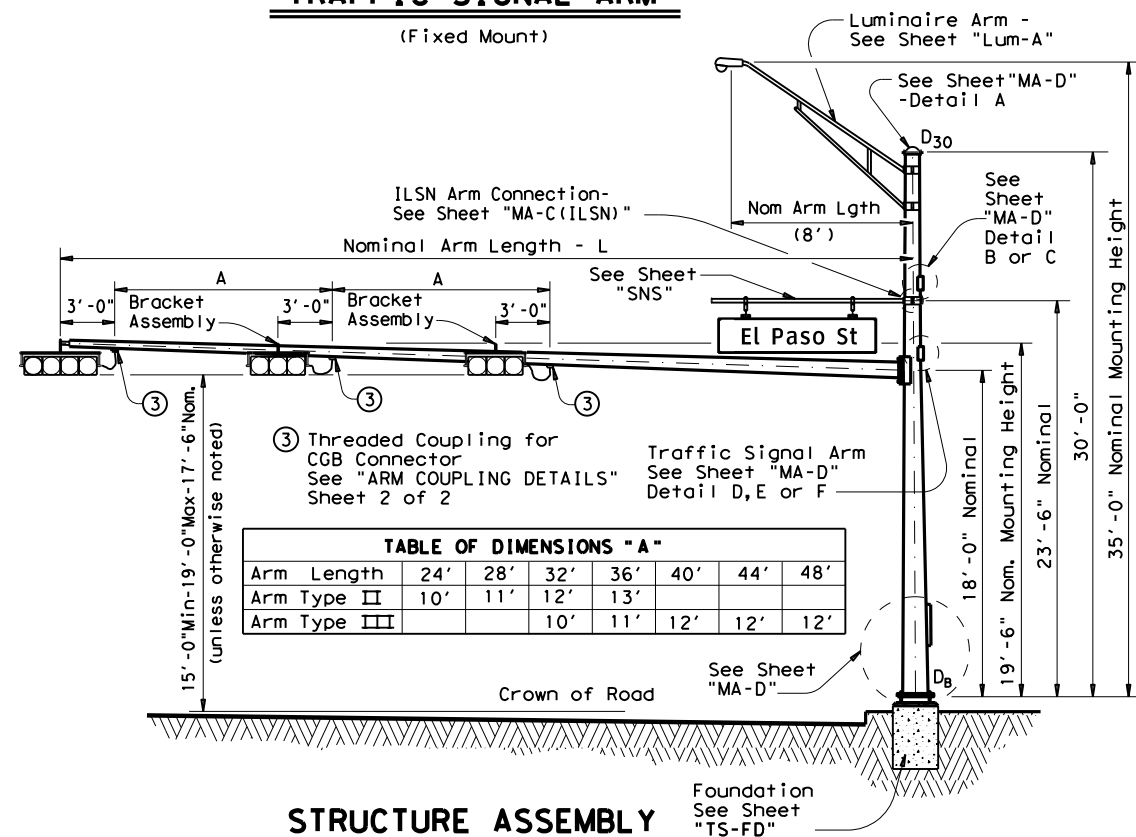 TRAFFIC SIGNAL ARM
(Fixed Mount)
Luminaire Arm -
See Sheet "Lum-A"
See Sheet"MA-D"
-Detail A
D30
See
Sheet
"MA-D"
Detail
B or C
ILSN Arm Connection-
See Sheet "MA-C(ILSN)"
Nom Arm Lgth
(8')
Nominal Arm Length - L
See Sheet
"SNS"
A
A
3'-0"
Bracket
Assembly
3'-0"
Bracket
Assembly
3'-0"
El Paso St
3
3
3
3 Threaded Coupling for
CGB Connector
See "ARM COUPLING DETAILS"
Sheet 2 of 2
Traffic Signal Arm
See Sheet "MA-D"
Detail D,E or F
15'-0"Min-19'-0"Max-17'-6"Nom.
(unless otherwise noted)
18'-0" Nominal
19'-6" Nom. Mounting Height
23'-6" Nominal
30'-0"
35'-0" Nominal Mounting Height
TABLE OF DIMENSIONS "A"
Arm Length 24' 28' 32' 36' 40' 44' 48'
Arm Type II 10' 11' 12' 13'
Arm Type III 10' 11' 12' 12' 12'
See Sheet
"MA-D"
DB
Crown of Road
Foundation
See Sheet
"TS-FD"
STRUCTURE ASSEMBLY